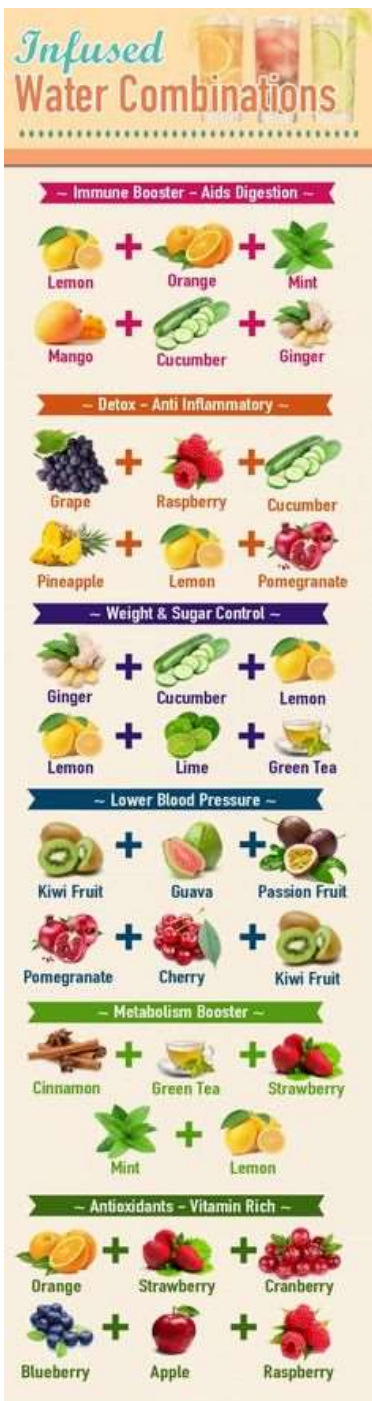 Infused
Water Combinations
~ Immune Booster - Aids Digestion ~
Lemon + Orange + Mint
Mango + Cucumber + Ginger
~ Detox - Anti Inflammatory ~
Grape + Raspberry + Cucumber
Pineapple + Lemon + Pomegranate
~ Weight & Sugar Control ~
Ginger + Cucumber + Lemon
Lemon + Lime + Green Tea
~ Lower Blood Pressure ~
Kiwi Fruit + Guava + Passion Fruit
Pomegranate + Cherry + Kiwi Fruit
~ Metabolism Booster ~
Cinnamon + Green Tea + Strawberry
Mint + Lemon
~ Antioxidants - Vitamin Rich ~
Orange + Strawberry + Cranberry
Blueberry + Apple + Raspberry